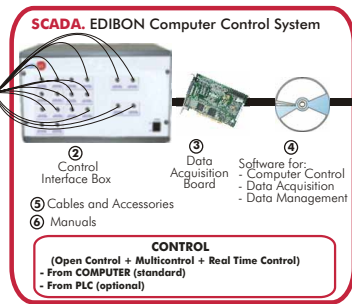 SCADA. EDIBON Computer Control System
② Control Interface Box
③ Data Acquisition Board
④ Software for:
- Computer Control
- Data Acquisition
- Data Management
⑤ Cables and Accessories
⑥ Manuals
CONTROL
(Open Control + Multicontrol + Real Time Control)
- From COMPUTER (standard)
- From PLC (optional)